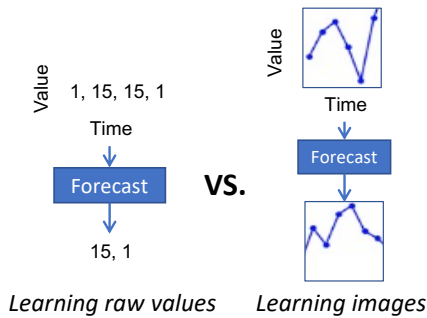 Value
1, 15, 15, 1
Time
Forecast
15, 1
Learning raw values
VS.
Value
Time
Forecast
Learning images